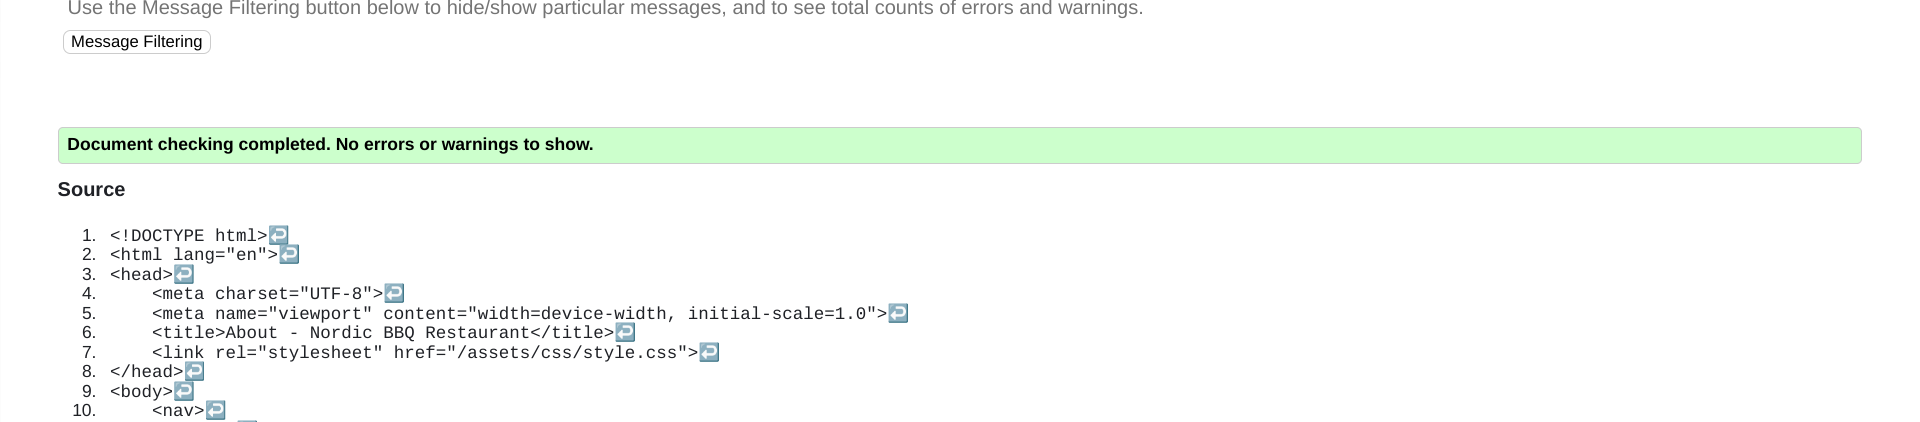 Use the Message Filtering button below to hide/show particular messages, and to see total counts of errors and warnings.
Message Filtering
Document checking completed. No errors or warnings to show.
Source
1. <!DOCTYPE html>↩
2. <html lang="en">↩
3. <head>↩
4.     <meta charset="UTF-8">↩
5.     <meta name="viewport" content="width=device-width, initial-scale=1.0">↩
6.     <title>About - Nordic BBQ Restaurant</title>↩
7.     <link rel="stylesheet" href="/assets/css/style.css">↩
8. </head>↩
9. <body>↩
10.     <nav>↩